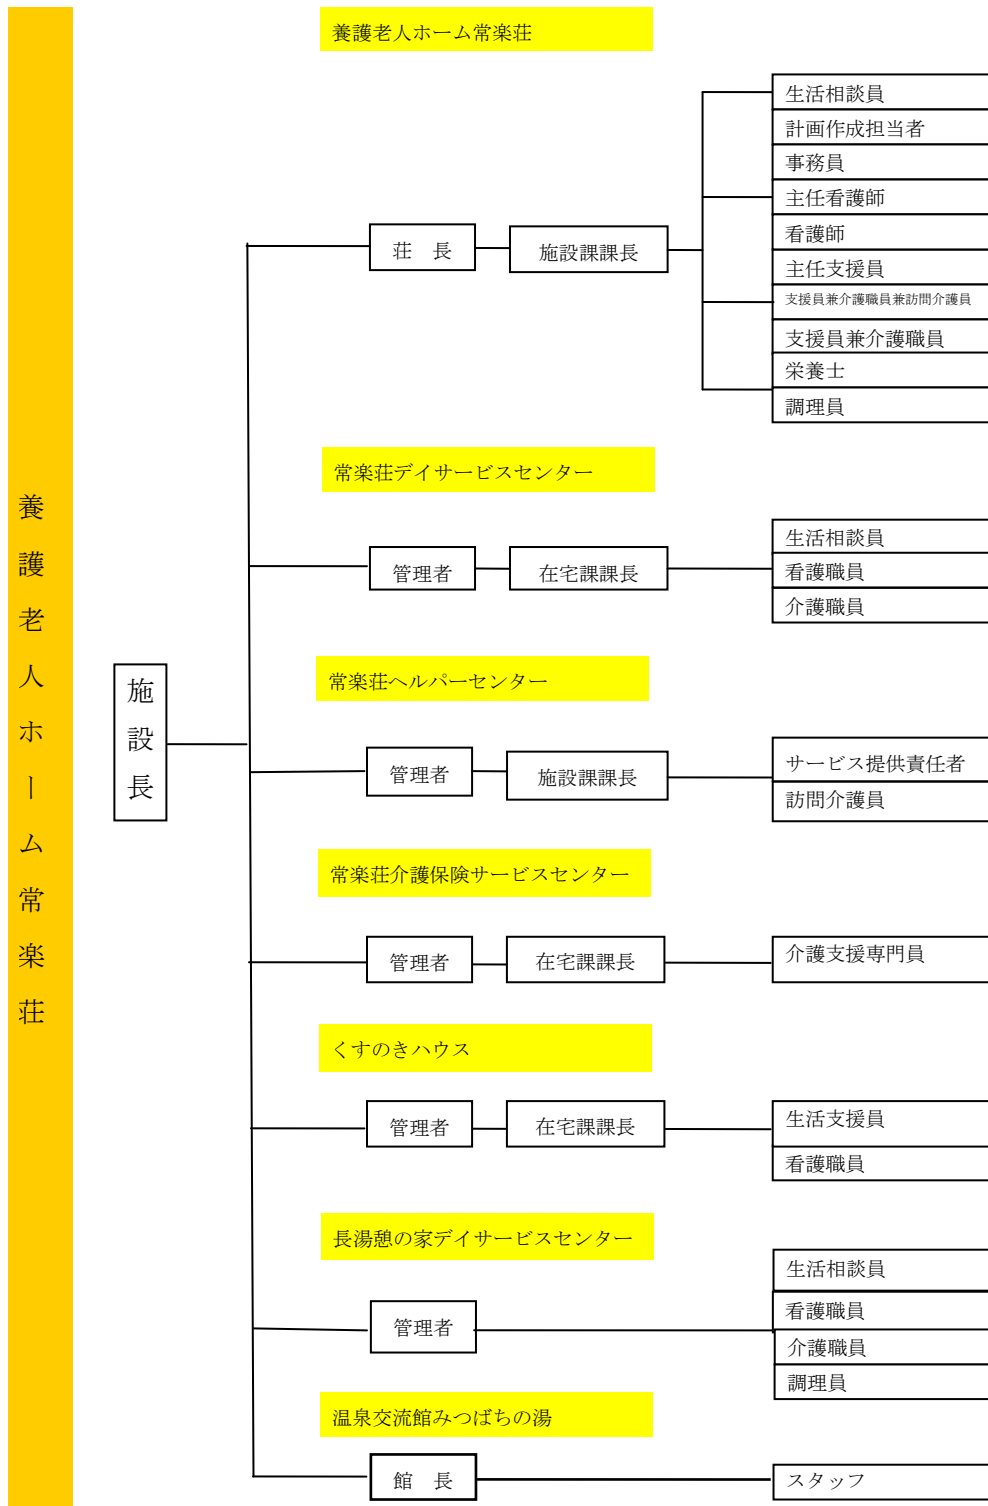 養護老人ホーム常楽荘
施設長
養護老人ホーム常楽荘
荘　長
施設課課長
生活相談員
計画作成担当者
事務員
主任看護師
看護師
主任支援員
支援員兼介護職員兼訪問介護員
支援員兼介護職員
栄養士
調理員
常楽荘デイサービスセンター
管理者
在宅課課長
生活相談員
看護職員
介護職員
常楽荘ヘルパーセンター
管理者
施設課課長
サービス提供責任者
訪問介護員
常楽荘介護保険サービスセンター
管理者
在宅課課長
介護支援専門員
くすのきハウス
管理者
在宅課課長
生活支援員
看護職員
長湯憩の家デイサービスセンター
管理者
生活相談員
看護職員
介護職員
調理員
温泉交流館みつばちの湯
館　長
スタッフ